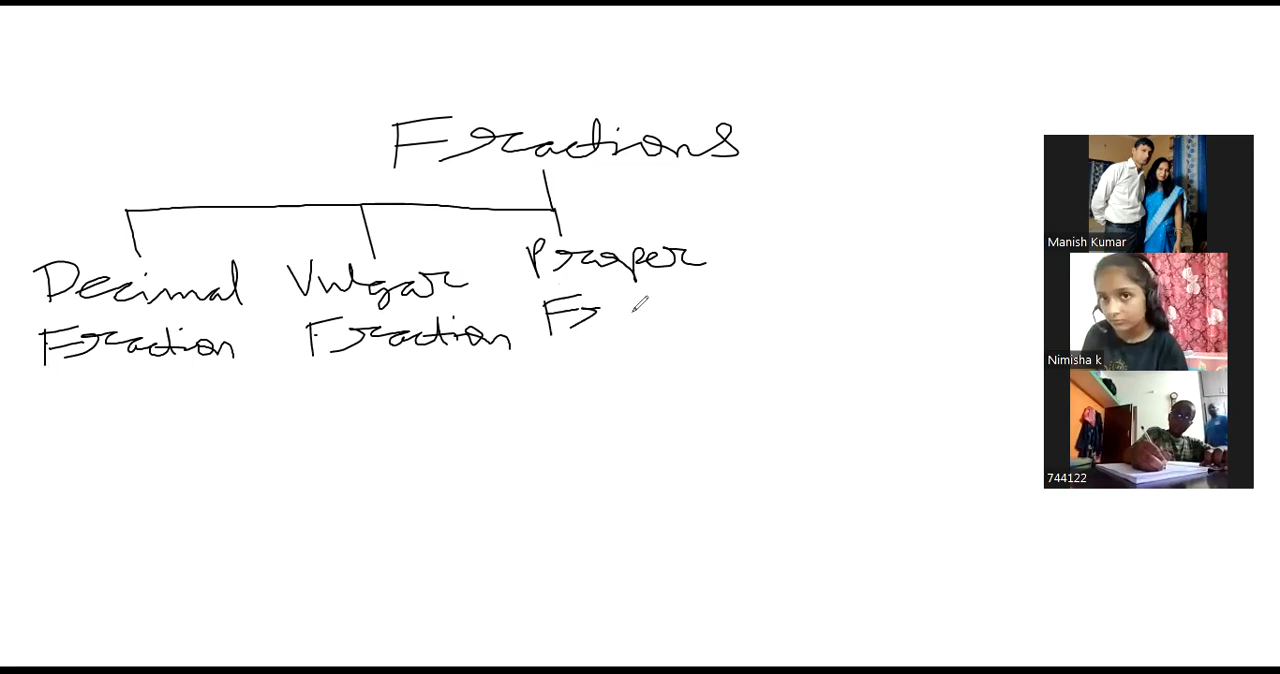 Fractions
Decimal
Fraction
Vulgar
Fraction
Proper
Fr
Manish Kumar
Nimisha k
744122